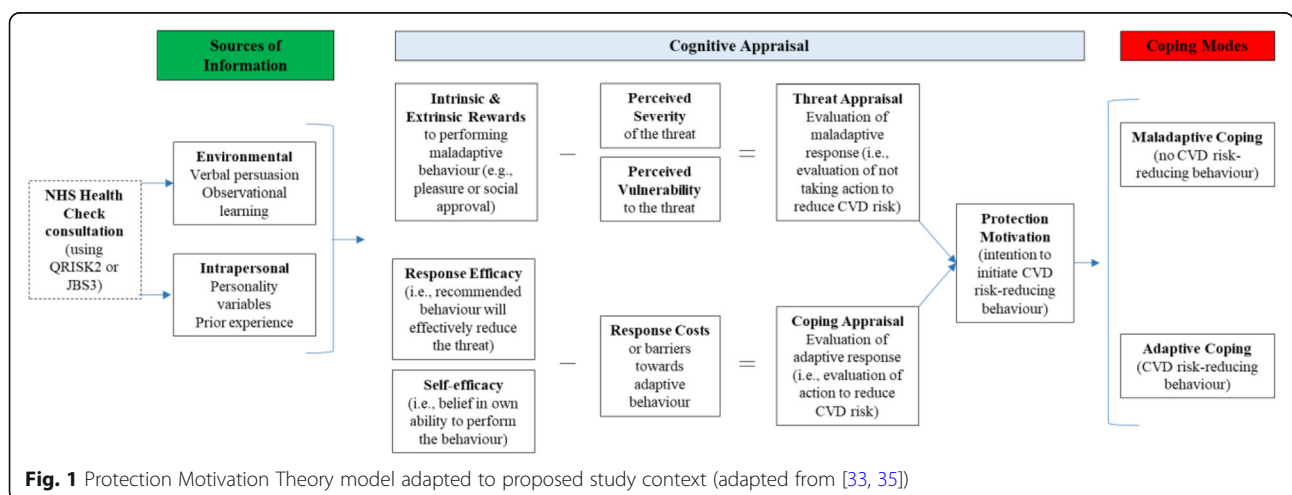 Sources of
Information
Cognitive Appraisal
Coping Modes
NHS Health
Check
consultation
(using
QRISK2 or
JBS3)
Environmental
Verbal persuasion
Observational
learning
Intrapersonal
Personality
variables
Prior experience
Intrinsic &
Extrinsic Rewards
to performing
maladaptive
behaviour (e.g.,
pleasure or social
approval)
−
Perceived
Severity
of the threat
Perceived
Vulnerability
to the threat
=
Threat Appraisal
Evaluation of
maladaptive
response (i.e.,
evaluation of not
taking action to
reduce CVD risk)
Response Efficacy
(i.e., recommended
behaviour will
effectively reduce
the threat)
Self-efficacy
(i.e., belief in own
ability to perform
the behaviour)
−
Response Costs
or barriers
towards
adaptive
behaviour
=
Coping Appraisal
Evaluation of
adaptive response
(i.e., evaluation of
action to reduce
CVD risk)
Protection
Motivation
(intention to
initiate CVD
risk-reducing
behaviour)
Maladaptive Coping
(no CVD risk-
reducing behaviour)
Adaptive Coping
(CVD risk-reducing
behaviour)
Fig. 1 Protection Motivation Theory model adapted to proposed study context (adapted from [33, 35])